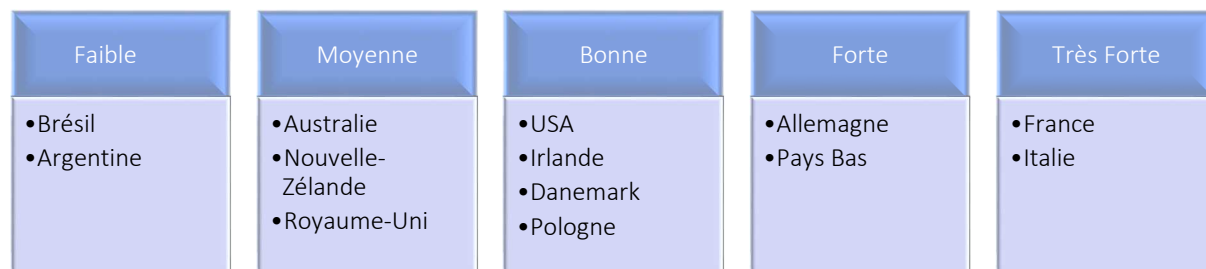 Faible
•Brésil
•Argentine
Moyenne
•Australie
•Nouvelle-
Zélande
•Royaume-Uni
Bonne
•USA
•Irlande
•Danemark
•Pologne
Forte
•Allemagne
•Pays Bas
Très Forte
•France
•Italie